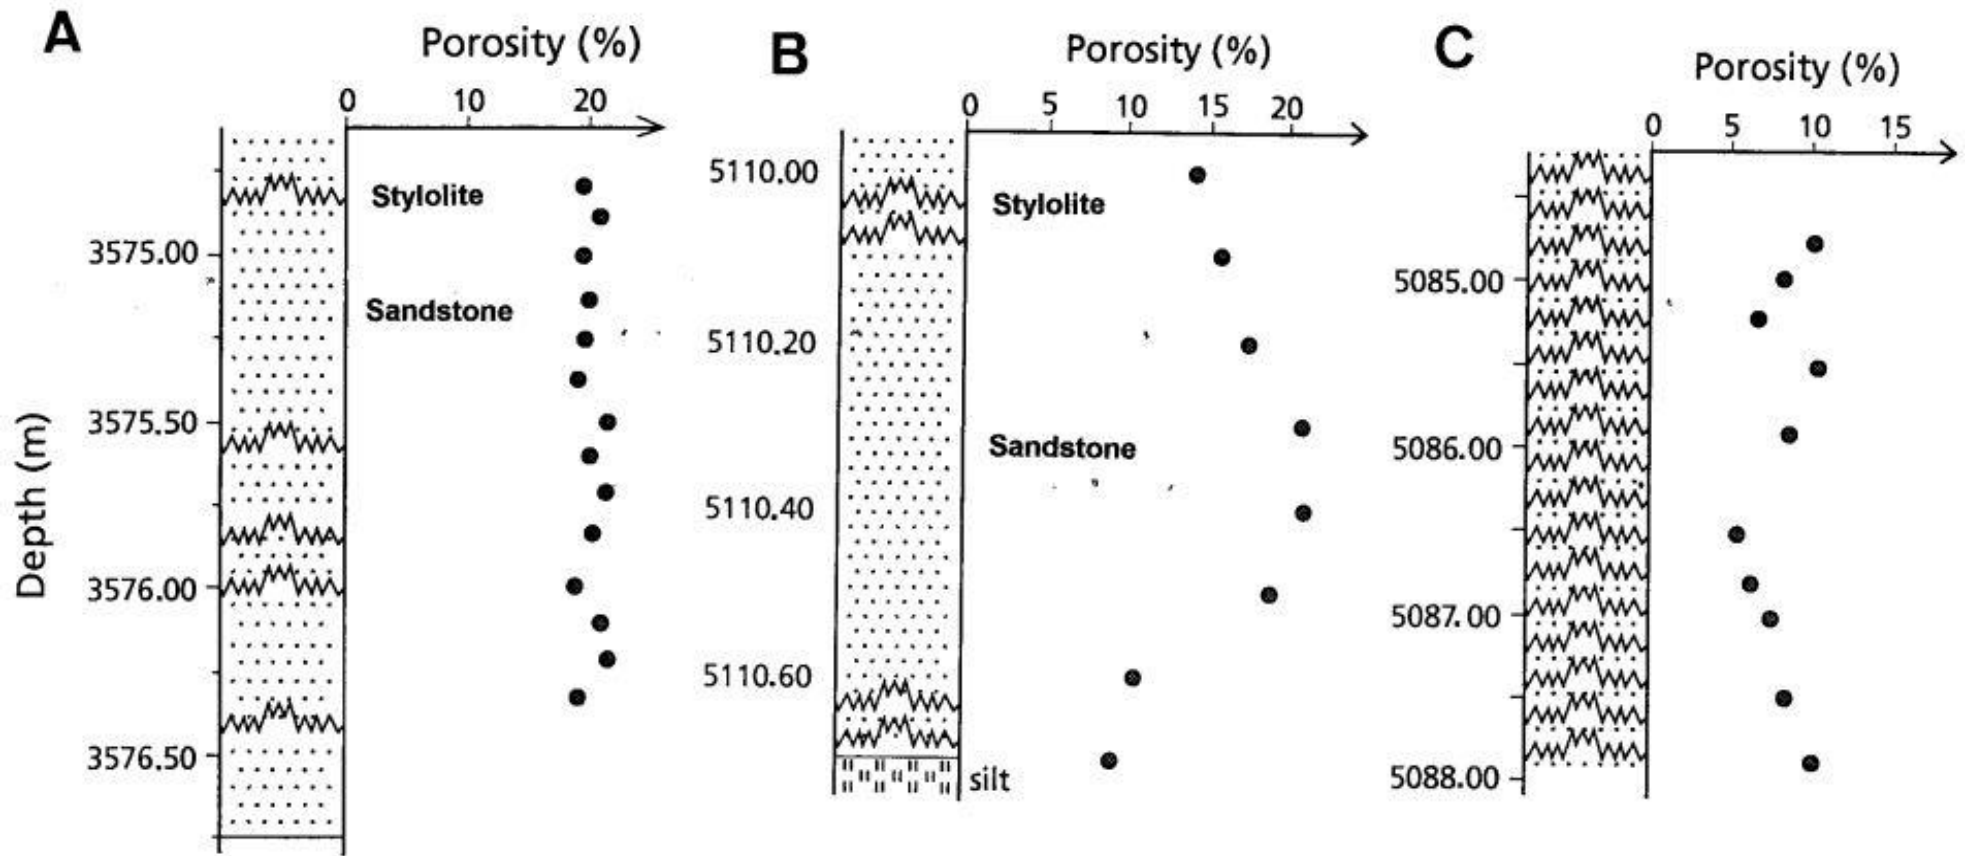 A
Porosity (%)
0 10 20
Stylolite
Sandstone
Depth (m)
3575.00
3575.50
3576.00
3576.50
B
Porosity (%)
0 5 10 15 20
5110.00
5110.20
5110.40
5110.60
Stylolite
Sandstone
silt
C
Porosity (%)
0 5 10 15
5085.00
5086.00
5087.00
5088.00